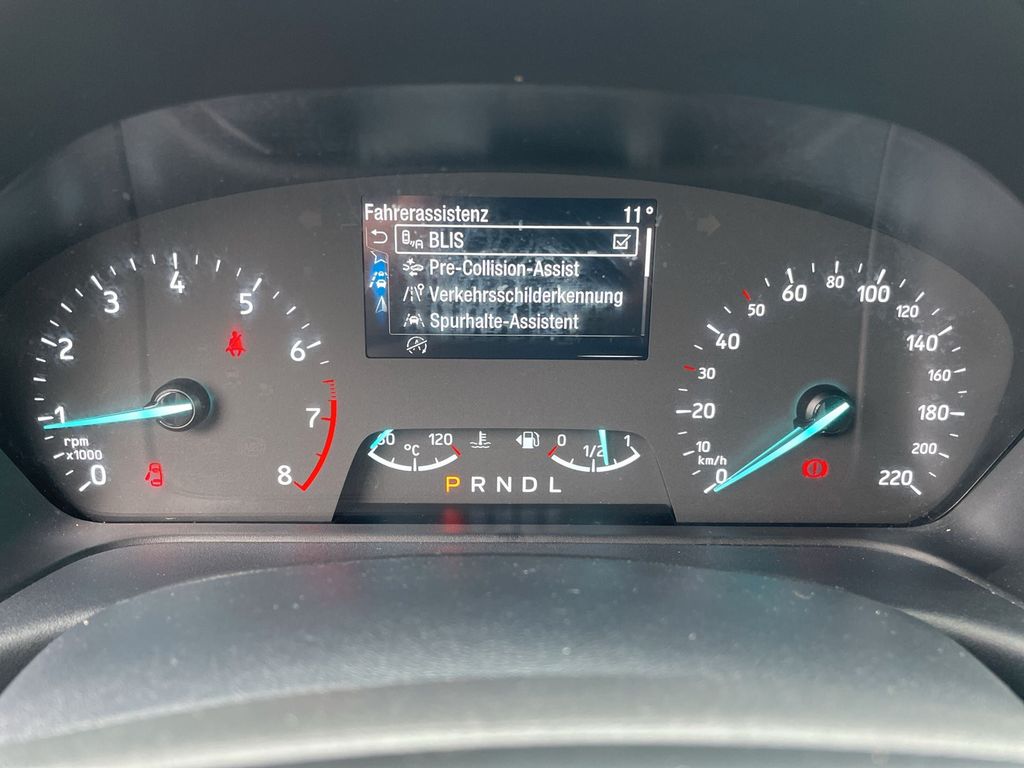 Fahrerassistenz 11°
BLIS
Pre-Collision-Assist
Verkehrsschilderkennung
Spurhalte-Assistent
0
1
2
3
4
5
6
7
8
rpm
x1000
60 120
°C
0 1/2 1
P R N D L
0
10
20
30
40
50
60
80
100
120
140
160
180
200
220
km/h